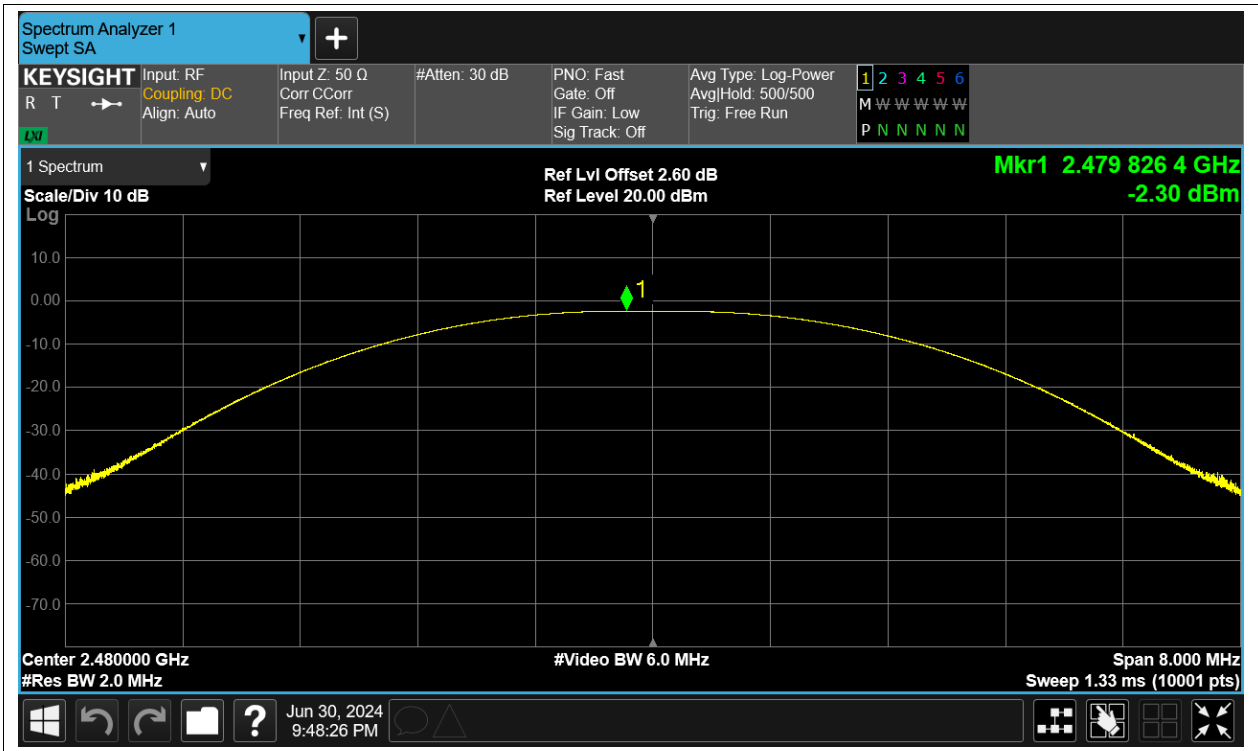 Spectrum Analyzer 1
Swept SA
KEYSIGHT
R T
LXI
Input: RF
Coupling: DC
Align: Auto
Input Z: 50 Ω
Corr CCorr
Freq Ref: Int (S)
#Atten: 30 dB
PNO: Fast
Gate: Off
IF Gain: Low
Sig Track: Off
Avg Type: Log-Power
Avg|Hold: 500/500
Trig: Free Run
1 2 3 4 5 6
M W W W W W W
P N N N N N N
1 Spectrum
Scale/Div 10 dB
Log
Ref Lvl Offset 2.60 dB
Ref Level 20.00 dBm
Mkr1 2.479 826 4 GHz
-2.30 dBm
10.0
0.00
-10.0
-20.0
-30.0
-40.0
-50.0
-60.0
-70.0
1
Center 2.480000 GHz
#Res BW 2.0 MHz
#Video BW 6.0 MHz
Span 8.000 MHz
Sweep 1.33 ms (10001 pts)
?
Jun 30, 2024
9:48:26 PM